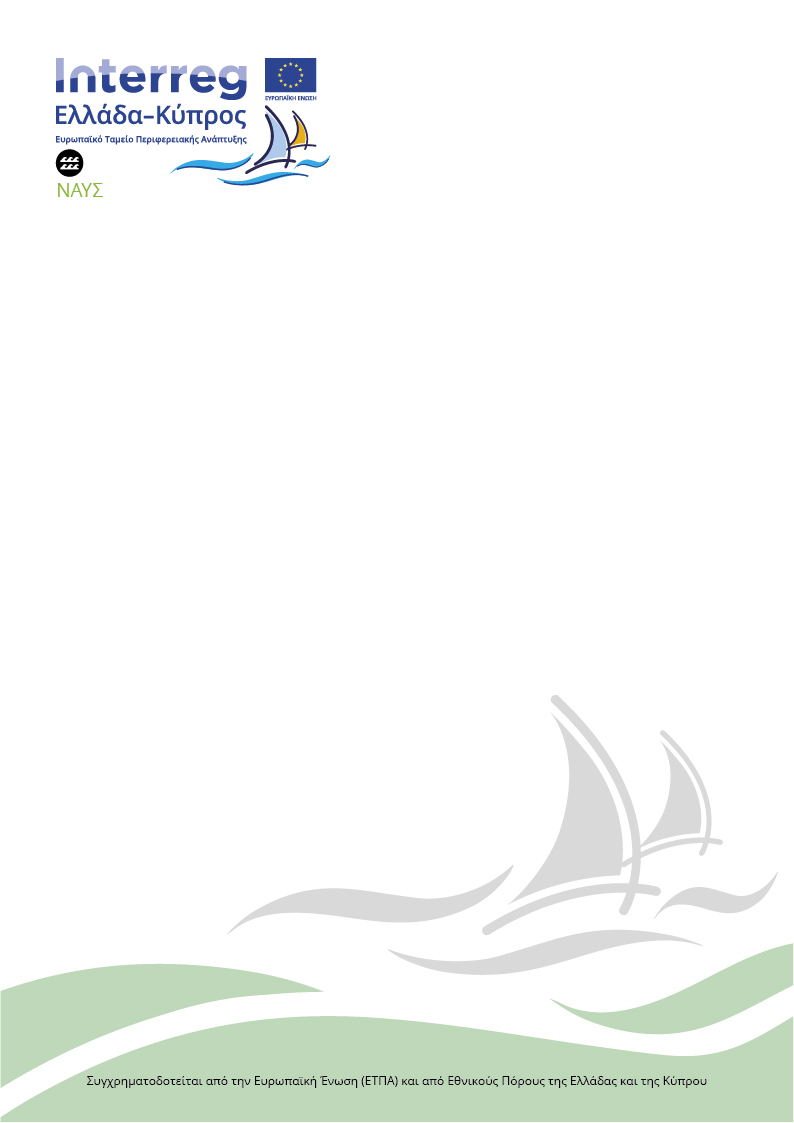 Interreg
ΕΥΡΩΠΑΪΚΗ ΕΝΩΣΗ
Ελλάδα-Κύπρος
Ευρωπαϊκό Ταμείο Περιφερειακής Ανάπτυξης
ΝΑΥΣ
Συγχρηματοδοτείται από την Ευρωπαϊκή Ένωση (ΕΤΠΑ) και από Εθνικούς Πόρους της Ελλάδας και της Κύπρου